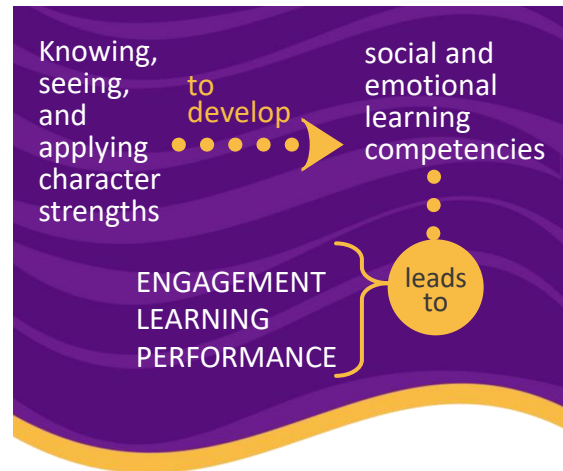 Knowing,
seeing,
and
applying
character
strengths
to
develop
social and
emotional
learning
competencies
leads
to
ENGAGEMENT
LEARNING
PERFORMANCE